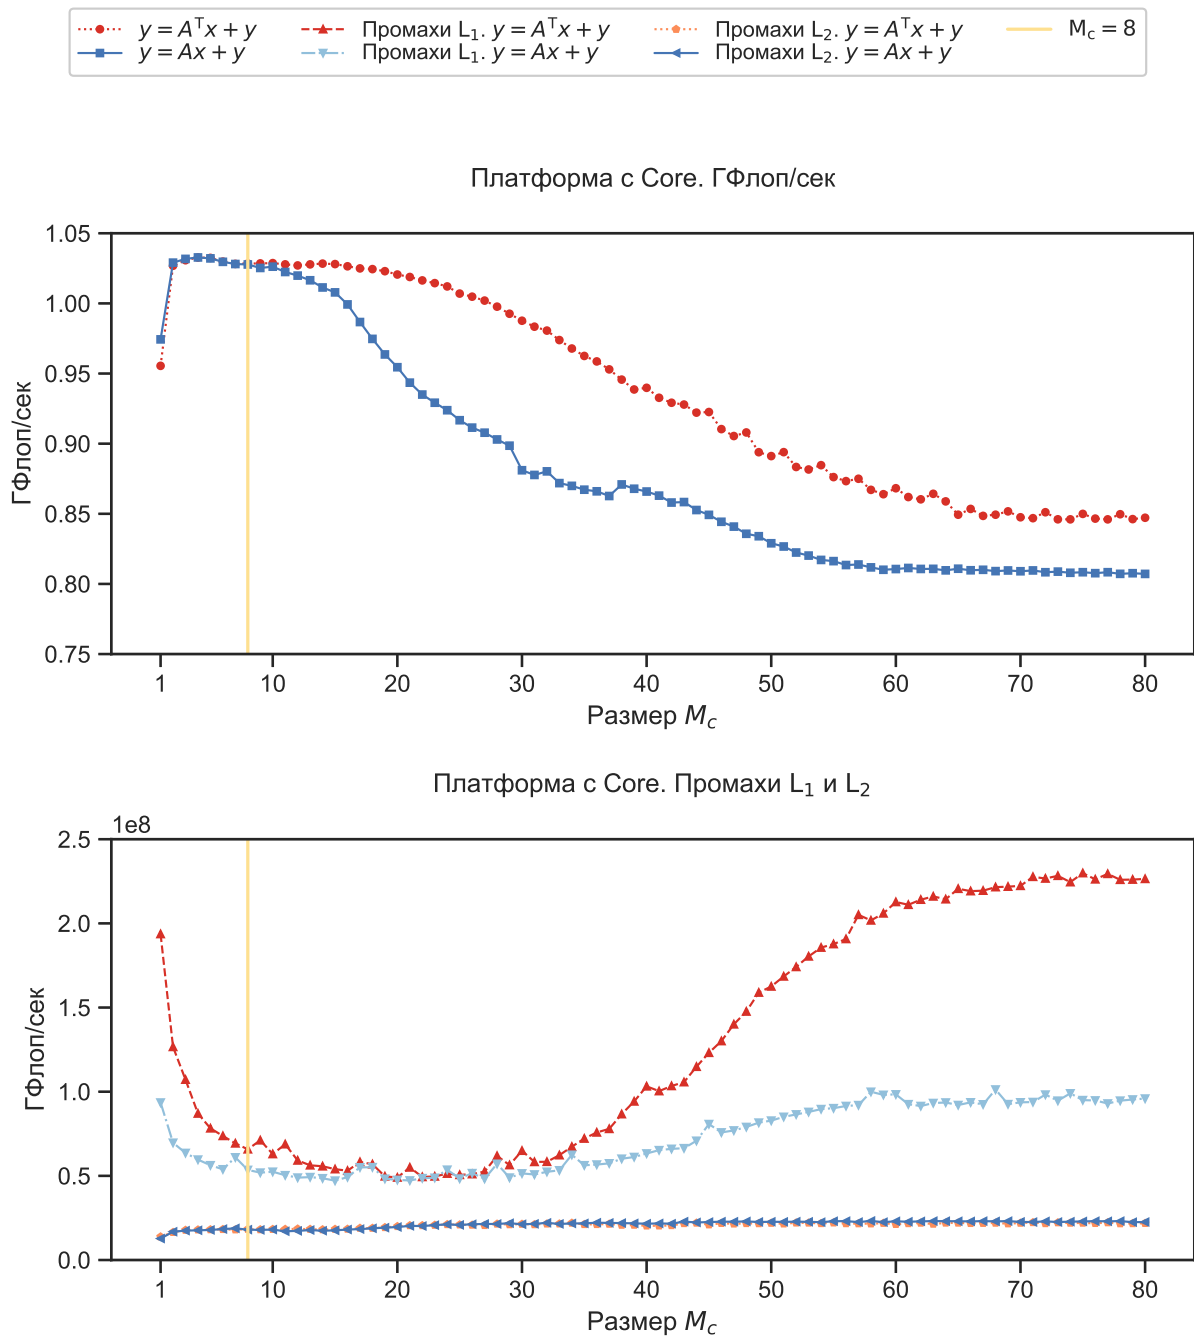 y = Aᵀx + y Промахи L₁. y = Aᵀx + y Промахи L₂. y = Aᵀx + y M_c = 8
y = Ax + y Промахи L₁. y = Ax + y Промахи L₂. y = Ax + y
Платформа с Core. ГФлоп/сек
1.05
1.00
0.95
0.90
0.85
0.80
0.75
ГФлоп/сек
1 10 20 30 40 50 60 70 80
Размер M_c
Платформа с Core. Промахи L₁ и L₂
1e8
2.5
2.0
1.5
1.0
0.5
0.0
ГФлоп/сек
1 10 20 30 40 50 60 70 80
Размер M_c